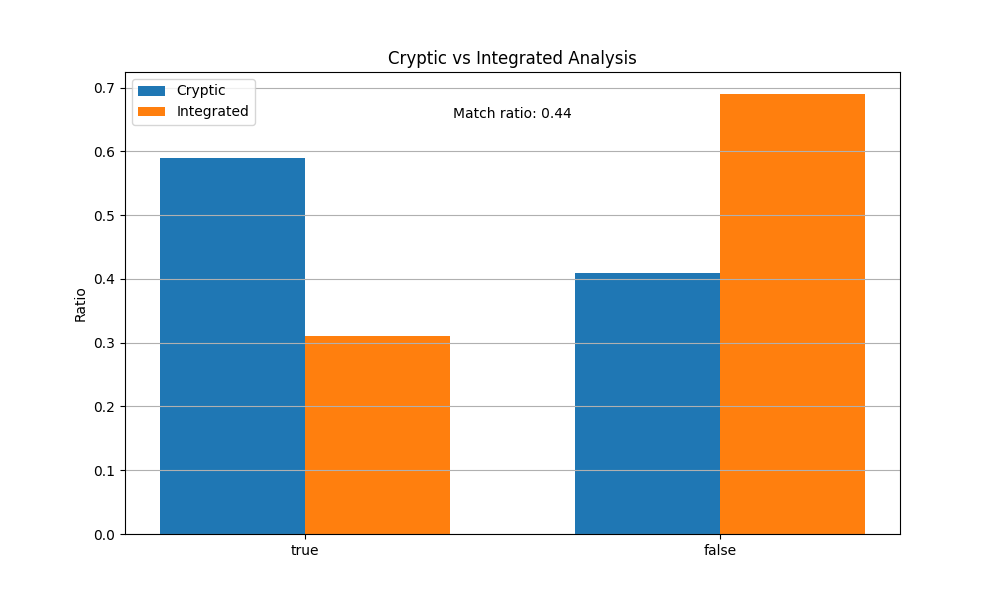 Cryptic vs Integrated Analysis
Cryptic
Integrated
Match ratio: 0.44
Ratio
0.7
0.6
0.5
0.4
0.3
0.2
0.1
0.0
true
false